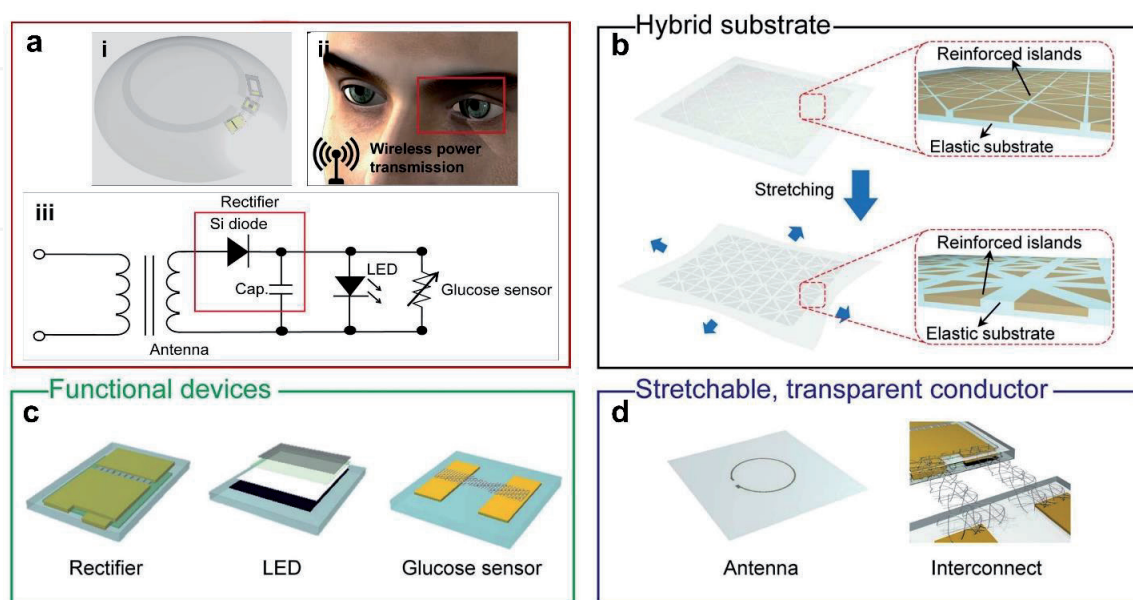 a
i
ii
Wireless power
transmission
iii
Rectifier
Si diode
Cap.
LED
Glucose sensor
Antenna
Hybrid substrate
b
Reinforced islands
Elastic substrate
Stretching
Reinforced islands
Elastic substrate
Functional devices
c
Rectifier
LED
Glucose sensor
Stretchable, transparent conductor
d
Antenna
Interconnect